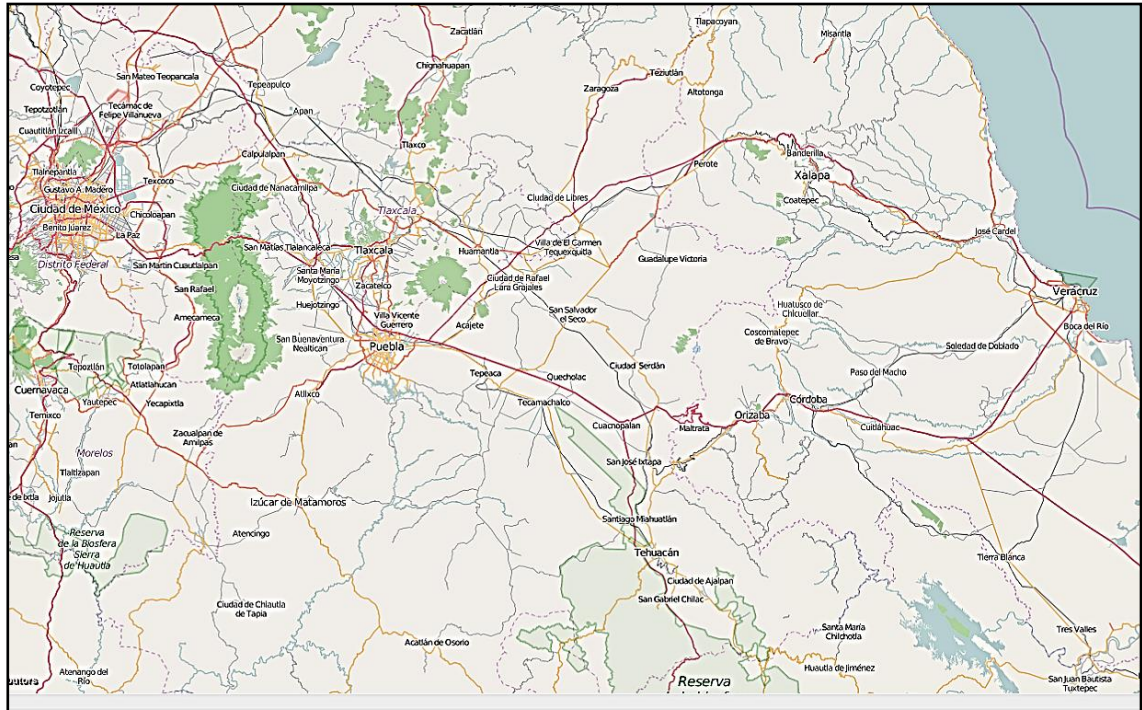 Zacatlán
Tlapacoyan
Misantla
Chignahuapan
Teziutlán
San Mateo Teopancala
Coyotepec
Tepeapulco
Zaragoza
Altotonga
Tepotzotlán
Tecámac de
Felipe Villanueva
Apan
Cuautitlán Izcalli
Tlaxco
Banderilla
Calpulalpan
Perote
Tlalnepantla
Xalapa
Texcoco
Gustavo A. Madero
Ciudad de Nanacamilpa
Ciudad de Libres
Coatepec
Ciudad de México
Chicoloapan
Tlaxcala
Benito Juárez
La Paz
José Cardel
San Matías Tlalancaleca
Tlaxcala
Huamantla
Villa de El Carmen
Tequexquitla
Distrito Federal
San Martín Cuautlalpan
Guadalupe Victoria
Santa María
Moyotzingo
Ciudad de Rafael
Lara Grajales
San Rafael
Zacatelco
Veracruz
Huejotzingo
Hualusco de
Chicuellar
Amecameca
Villa Vicente
Guerrero
San Salvador
el Seco
Acajete
Boca del Río
Coscomatepec
de Bravo
San Buenaventura
Nealtican
Puebla
Soledad de Doblado
Tepoztlán
Totolapan
Ciudad Serdán
Paso del Macho
Tepeaca
Quecholac
Atlatlahucan
Cuernavaca
Yautepec
Yecapixtla
Atlixco
Tecamachalco
Córdoba
Temixco
Orizaba
Cuacnopalan
Maltrata
Cuitláhuac
Zacualpan de
Amilpas
Morelos
San José Ixtapa
Tlaltizapan
de Ixtla
Jojutla
Izúcar de Matamoros
Santiago Miahuatlán
Reserva
de la Biosfera
Sierra
de Huautla
Atencingo
Tehuacán
Tierra Blanca
Ciudad de Ajalpan
Ciudad de Chiautla
de Tapia
San Gabriel Chilac
Santa María
Chilchotla
Tres Valles
Acatlán de Osorio
Huautla de Jiménez
Atenango del
Río
San Juan Bautista
Tuxtepec
Reserva